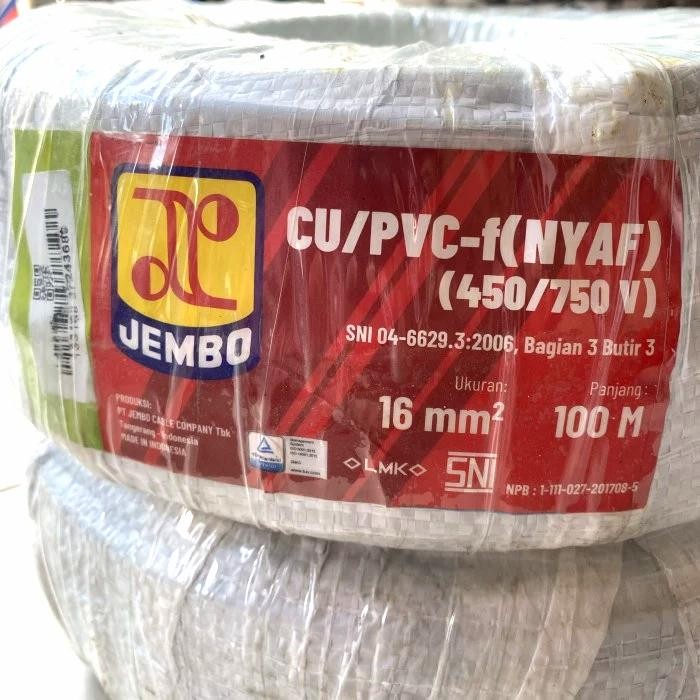 JEMBO
CU/PVC-f(NYAF)
(450/750 V)
SNI 04-6629.3:2006, Bagian 3 Butir 3
Ukuran:
16 mm²
Panjang:
100 M
PRODUKSI:
PT JEMBO CABLE COMPANY Tbk
Tangerang - Indonesia
MADE IN INDONESIA
Management
System
LMK
SNI
NPB : 1-111-027-201708-5